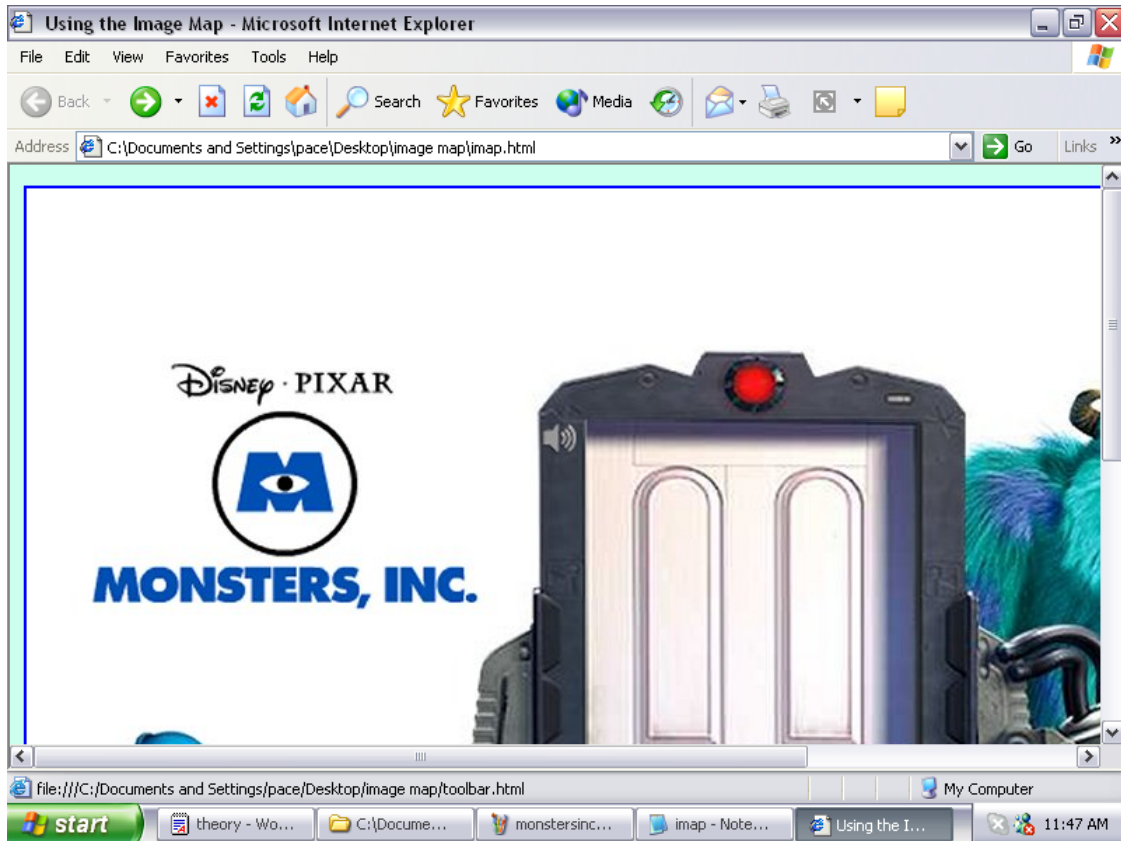 Using the Image Map - Microsoft Internet Explorer
File Edit View Favorites Tools Help
Back Search Favorites Media
Address C:\Documents and Settings\pace\Desktop\image map\imap.html Go Links »
Disney · PIXAR
MONSTERS, INC.
file:///C:/Documents and Settings/pace/Desktop/image map/toolbar.html My Computer
start theory - Wo... C:\Docume... monstersinc... imap - Note... Using the I... 11:47 AM